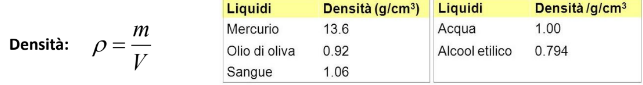 Densità: ρ = m / V
Liquidi Densità (g/cm³) Liquidi Densità /g/cm³
Mercurio 13.6 Acqua 1.00
Olio di oliva 0.92 Alcool etilico 0.794
Sangue 1.06